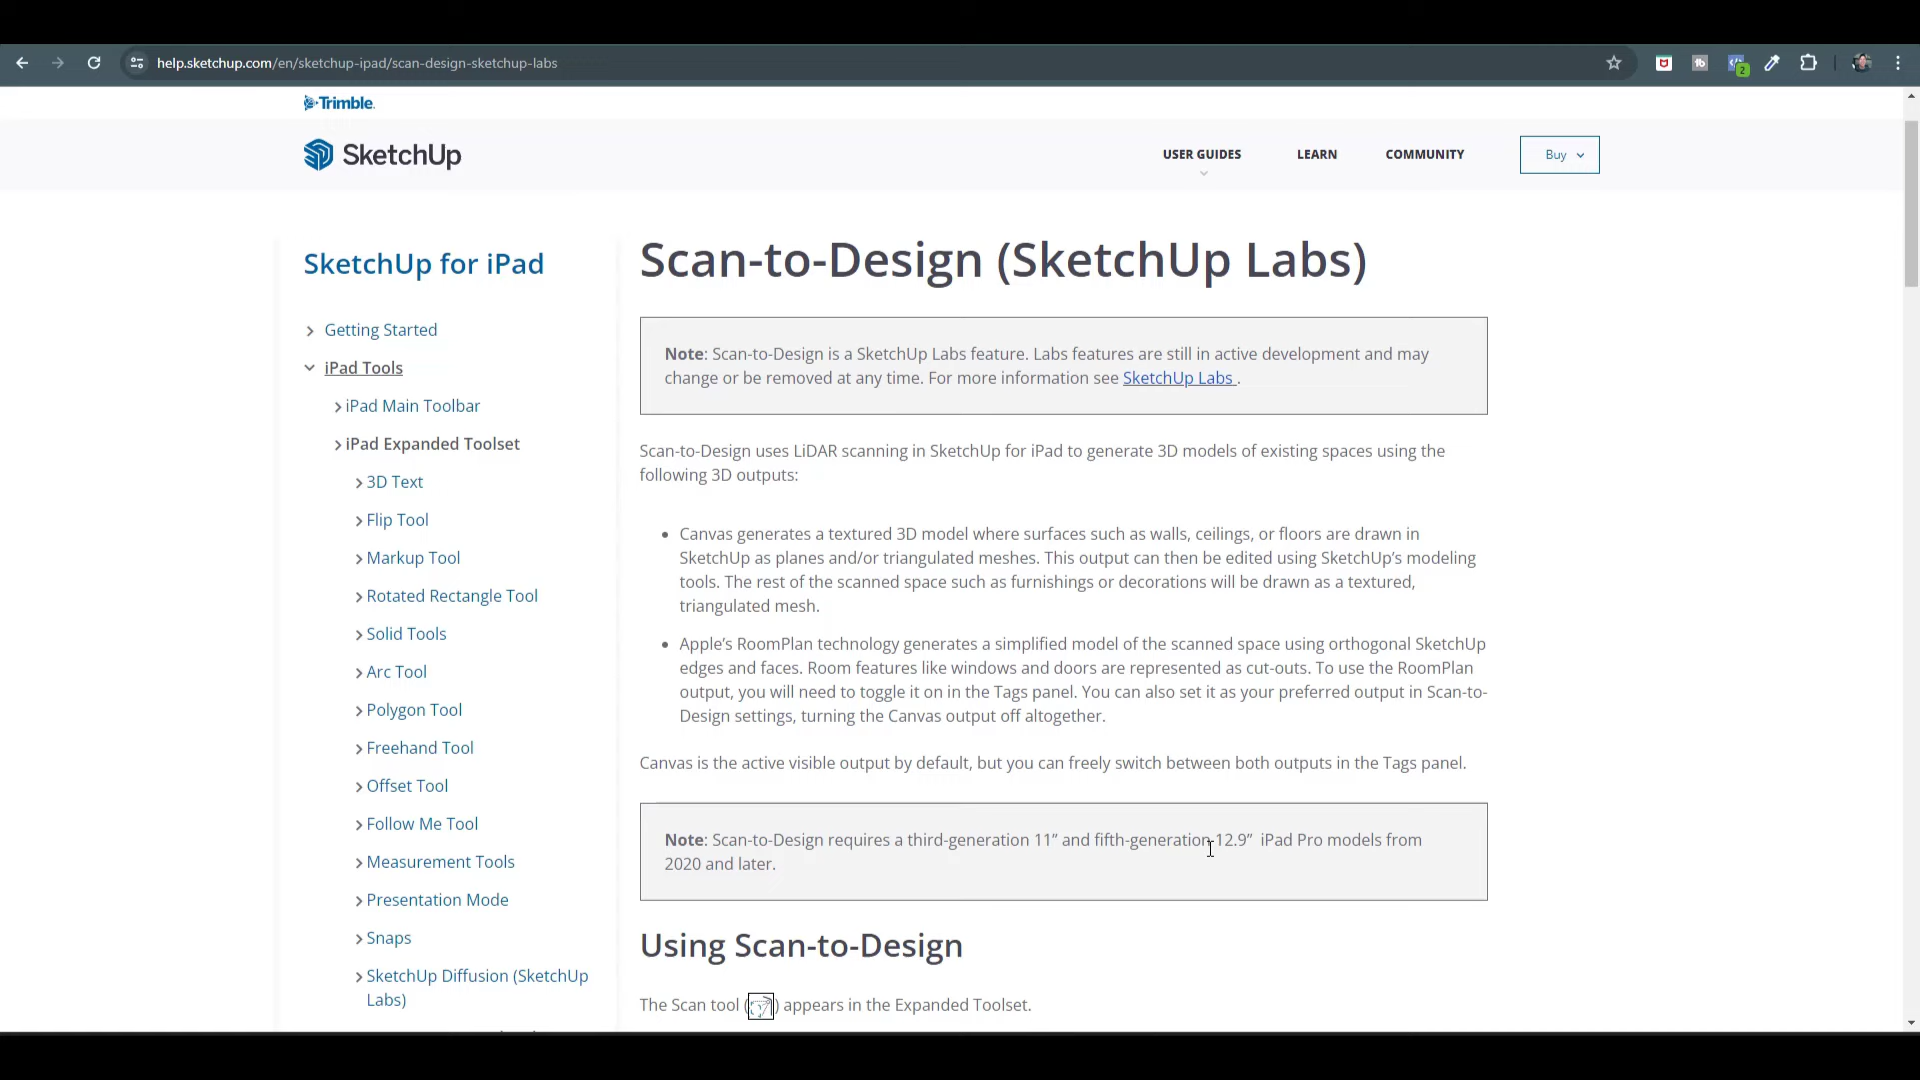 help.sketchup.com/en/sketchup-ipad/scan-design-sketchup-labs
2
Trimble.
SketchUp
USER GUIDES
LEARN
COMMUNITY
Buy
SketchUp for iPad
Getting Started
iPad Tools
iPad Main Toolbar
iPad Expanded Toolset
3D Text
Flip Tool
Markup Tool
Rotated Rectangle Tool
Solid Tools
Arc Tool
Polygon Tool
Freehand Tool
Offset Tool
Follow Me Tool
Measurement Tools
Presentation Mode
Snaps
SketchUp Diffusion (SketchUp
Labs)
Scan-to-Design (SketchUp Labs)
Note: Scan-to-Design is a SketchUp Labs feature. Labs features are still in active development and may
change or be removed at any time. For more information see SketchUp Labs .
Scan-to-Design uses LiDAR scanning in SketchUp for iPad to generate 3D models of existing spaces using the
following 3D outputs:
• Canvas generates a textured 3D model where surfaces such as walls, ceilings, or floors are drawn in
SketchUp as planes and/or triangulated meshes. This output can then be edited using SketchUp’s modeling
tools. The rest of the scanned space such as furnishings or decorations will be drawn as a textured,
triangulated mesh.
• Apple’s RoomPlan technology generates a simplified model of the scanned space using orthogonal SketchUp
edges and faces. Room features like windows and doors are represented as cut-outs. To use the RoomPlan
output, you will need to toggle it on in the Tags panel. You can also set it as your preferred output in Scan-to-
Design settings, turning the Canvas output off altogether.
Canvas is the active visible output by default, but you can freely switch between both outputs in the Tags panel.
Note: Scan-to-Design requires a third-generation 11” and fifth-generation 12.9” iPad Pro models from
2020 and later.
Using Scan-to-Design
The Scan tool ( ) appears in the Expanded Toolset.